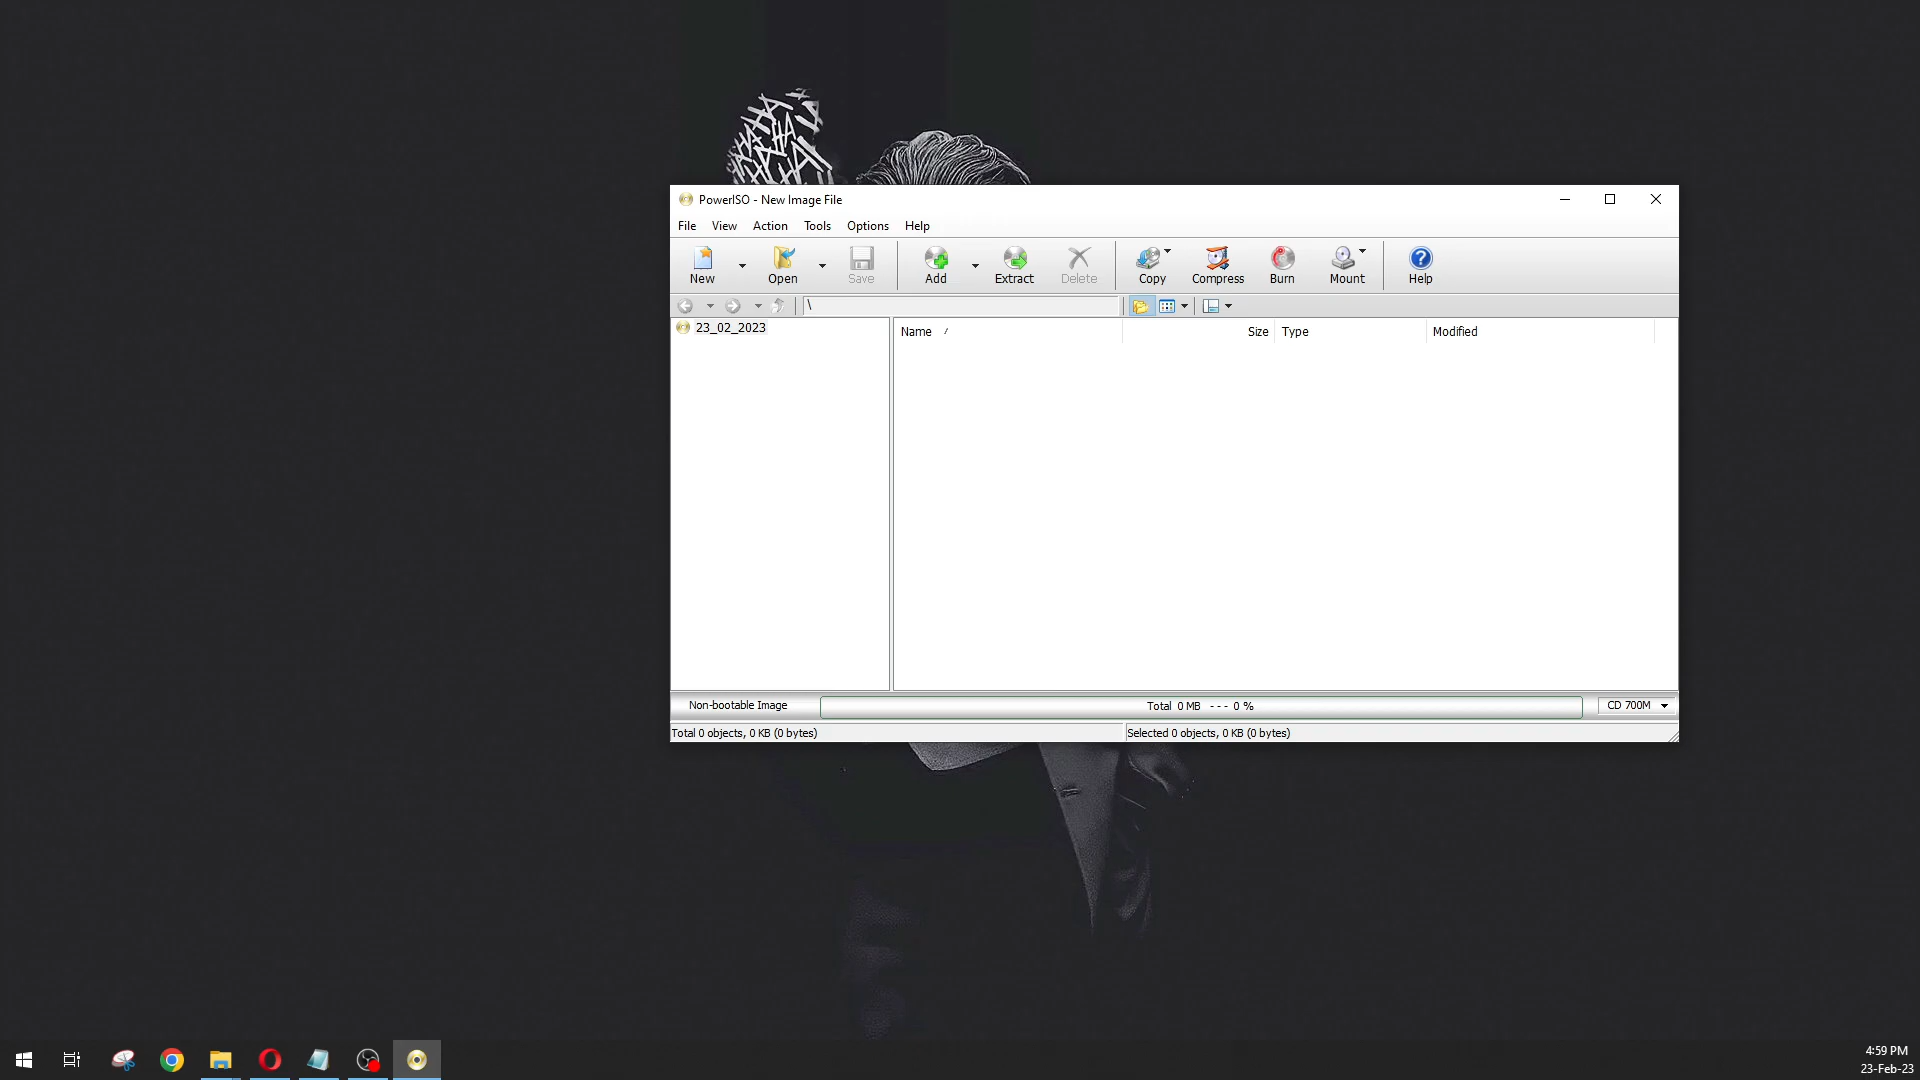 HA
PowerISO - New Image File
File View Action Tools Options Help
New Open Save Add Extract Delete Copy Compress Burn Mount Help
\
23_02_2023
Name Size Type Modified
Non-bootable Image Total 0 MB --- 0 % CD 700M
Total 0 objects, 0 KB (0 bytes) Selected 0 objects, 0 KB (0 bytes)
4:59 PM
23-Feb-23